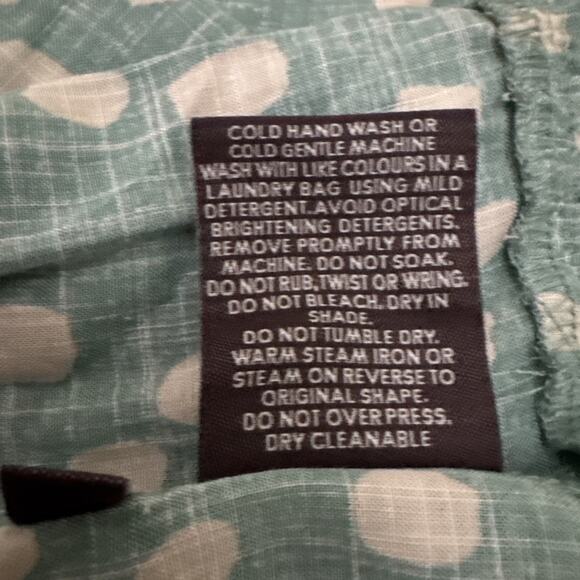 COLD HAND WASH OR
COLD GENTLE MACHINE
WASH WITH LIKE COLOURS IN A
LAUNDRY BAG USING MILD
DETERGENT.AVOID OPTICAL
BRIGHTENING DETERGENTS.
REMOVE PROMPTLY FROM
MACHINE. DO NOT SOAK.
DO NOT RUB,TWIST OR WRING.
DO NOT BLEACH. DRY IN
SHADE.
DO NOT TUMBLE DRY.
WARM STEAM IRON OR
STEAM ON REVERSE TO
ORIGINAL SHAPE.
DO NOT OVER PRESS.
DRY CLEANABLE